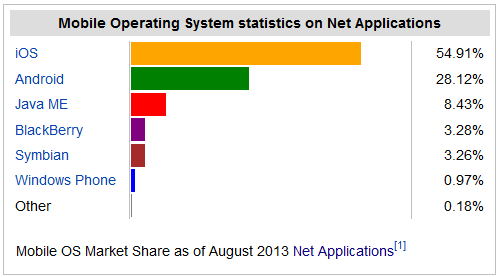 Mobile Operating System statistics on Net Applications
iOS 54.91%
Android 28.12%
Java ME 8.43%
BlackBerry 3.28%
Symbian 3.26%
Windows Phone 0.97%
Other 0.18%
Mobile OS Market Share as of August 2013 Net Applications[1]